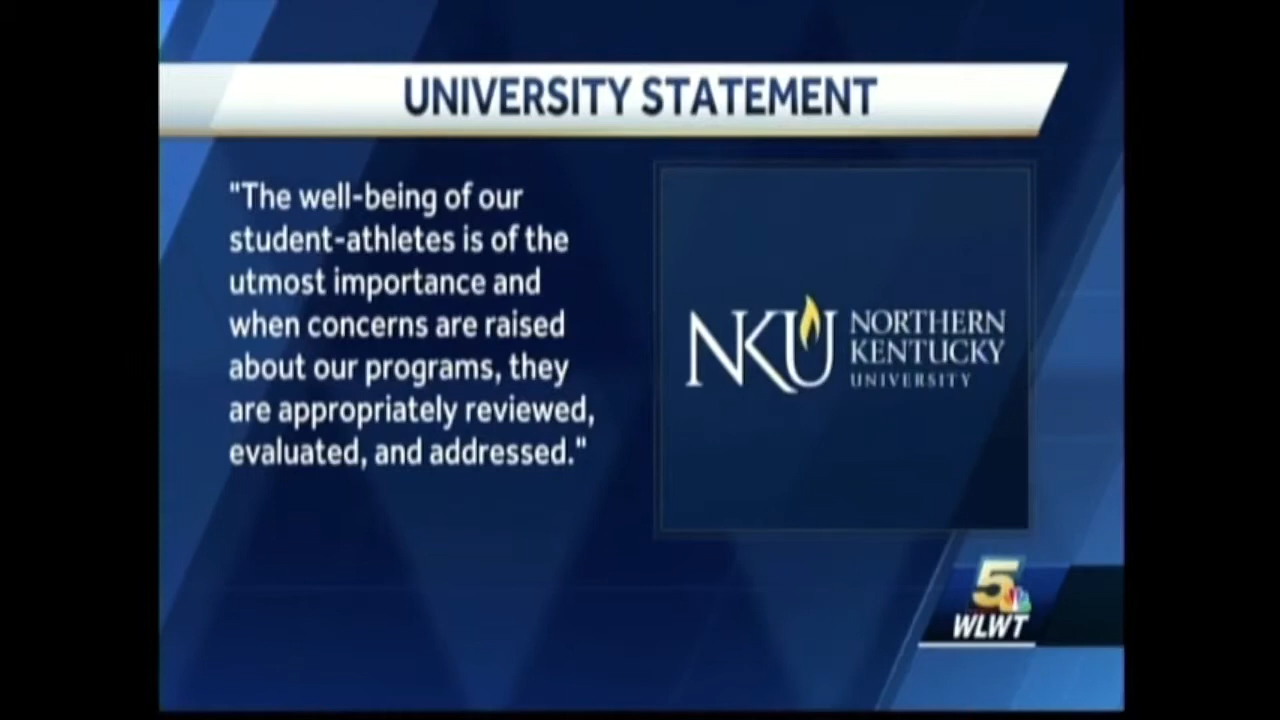 UNIVERSITY STATEMENT
"The well-being of our
student-athletes is of the
utmost importance and
when concerns are raised
about our programs, they
are appropriately reviewed,
evaluated, and addressed."
NKU
NORTHERN
KENTUCKY
UNIVERSITY
5
WLWT